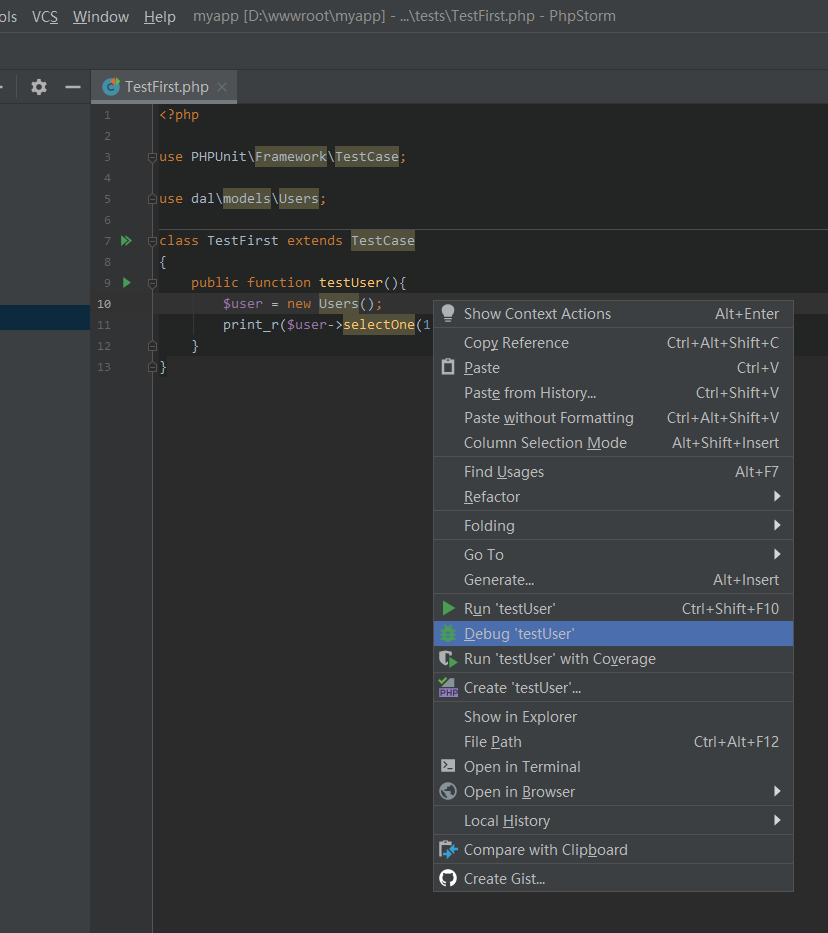 ols VCS Window Help myapp [D:\wwwroot\myapp] - ...\tests\TestFirst.php - PhpStorm
TestFirst.php
1 <?php
2
3 use PHPUnit\Framework\TestCase;
4
5 use dal\models\Users;
6
7 class TestFirst extends TestCase
8 {
9 public function testUser(){
10 $user = new Users();
11 print_r($user->selectOne(1
12 }
13 }
Show Context Actions Alt+Enter
Copy Reference Ctrl+Alt+Shift+C
Paste Ctrl+V
Paste from History... Ctrl+Shift+V
Paste without Formatting Ctrl+Alt+Shift+V
Column Selection Mode Alt+Shift+Insert
Find Usages Alt+F7
Refactor
Folding
Go To
Generate... Alt+Insert
Run 'testUser' Ctrl+Shift+F10
Debug 'testUser'
Run 'testUser' with Coverage
PHP Create 'testUser'...
Show in Explorer
File Path Ctrl+Alt+F12
Open in Terminal
Open in Browser
Local History
Compare with Clipboard
Create Gist...